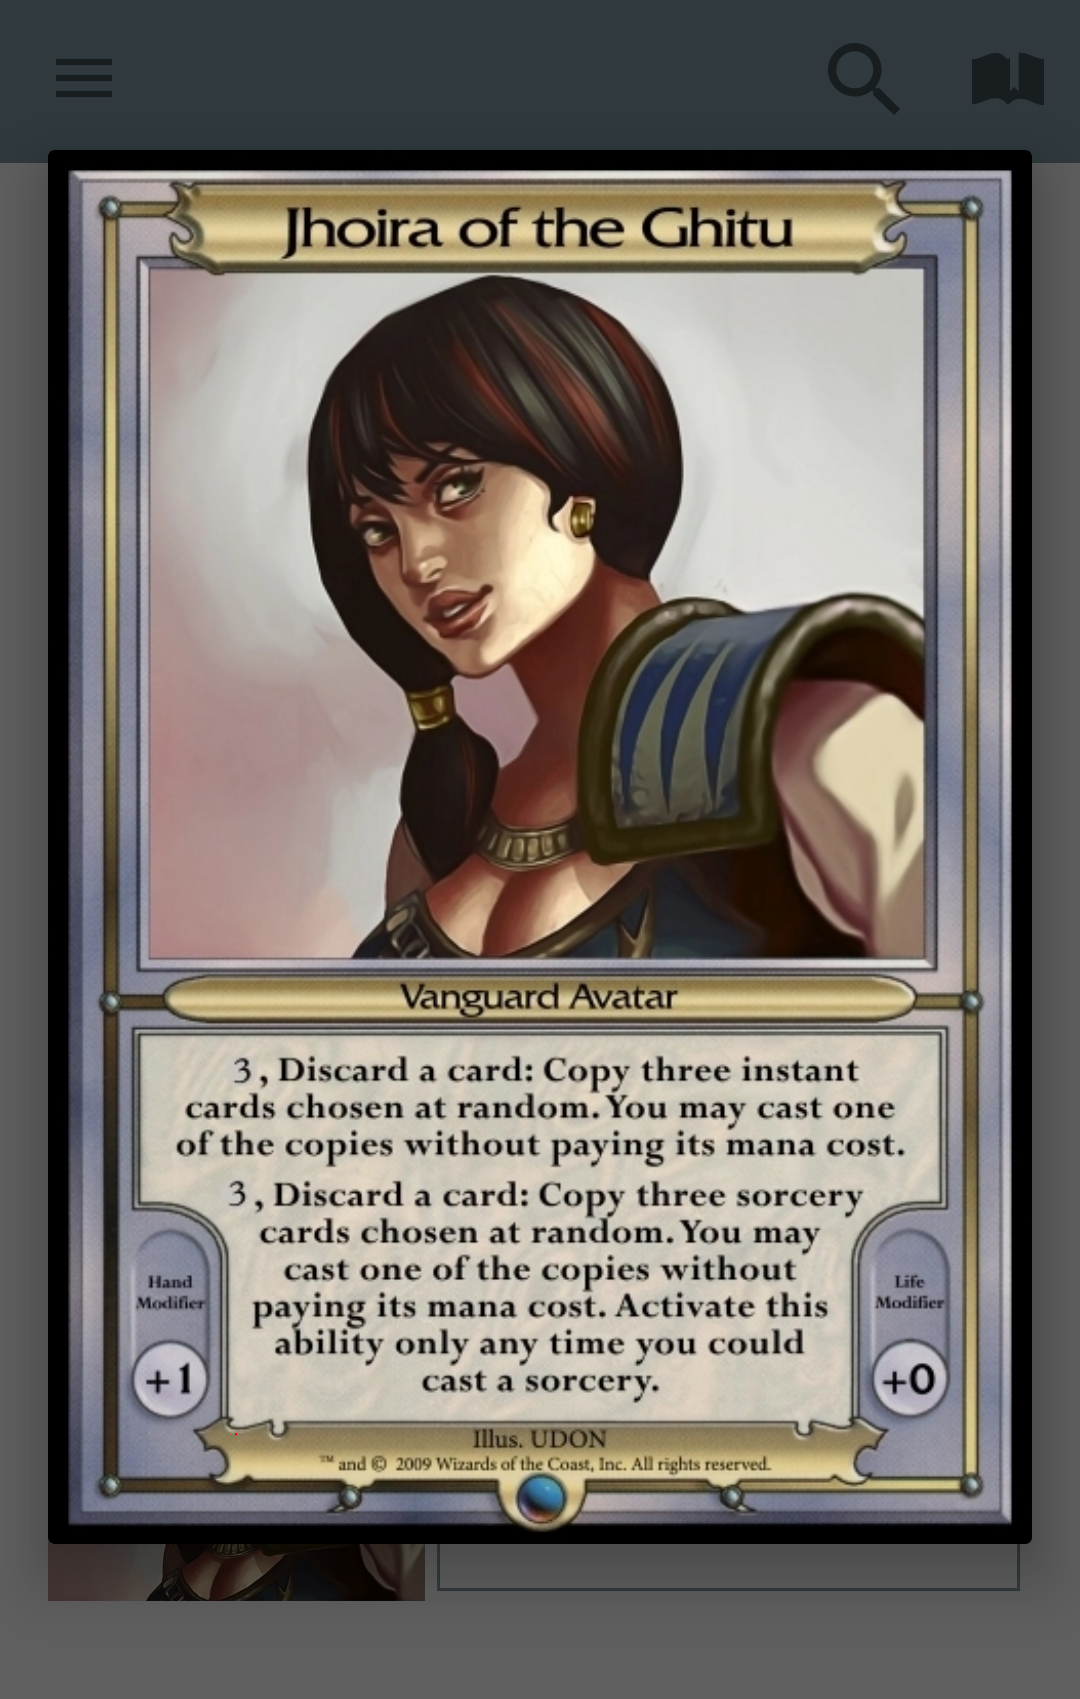 Jhoira of the Ghitu
Vanguard Avatar
3, Discard a card: Copy three instant
cards chosen at random. You may cast one
of the copies without paying its mana cost.
3, Discard a card: Copy three sorcery
cards chosen at random. You may
cast one of the copies without
paying its mana cost. Activate this
ability only any time you could
cast a sorcery.
Hand
Modifier
+1
Life
Modifier
+0
Illus. UDON
™ and © 2009 Wizards of the Coast, Inc. All rights reserved.